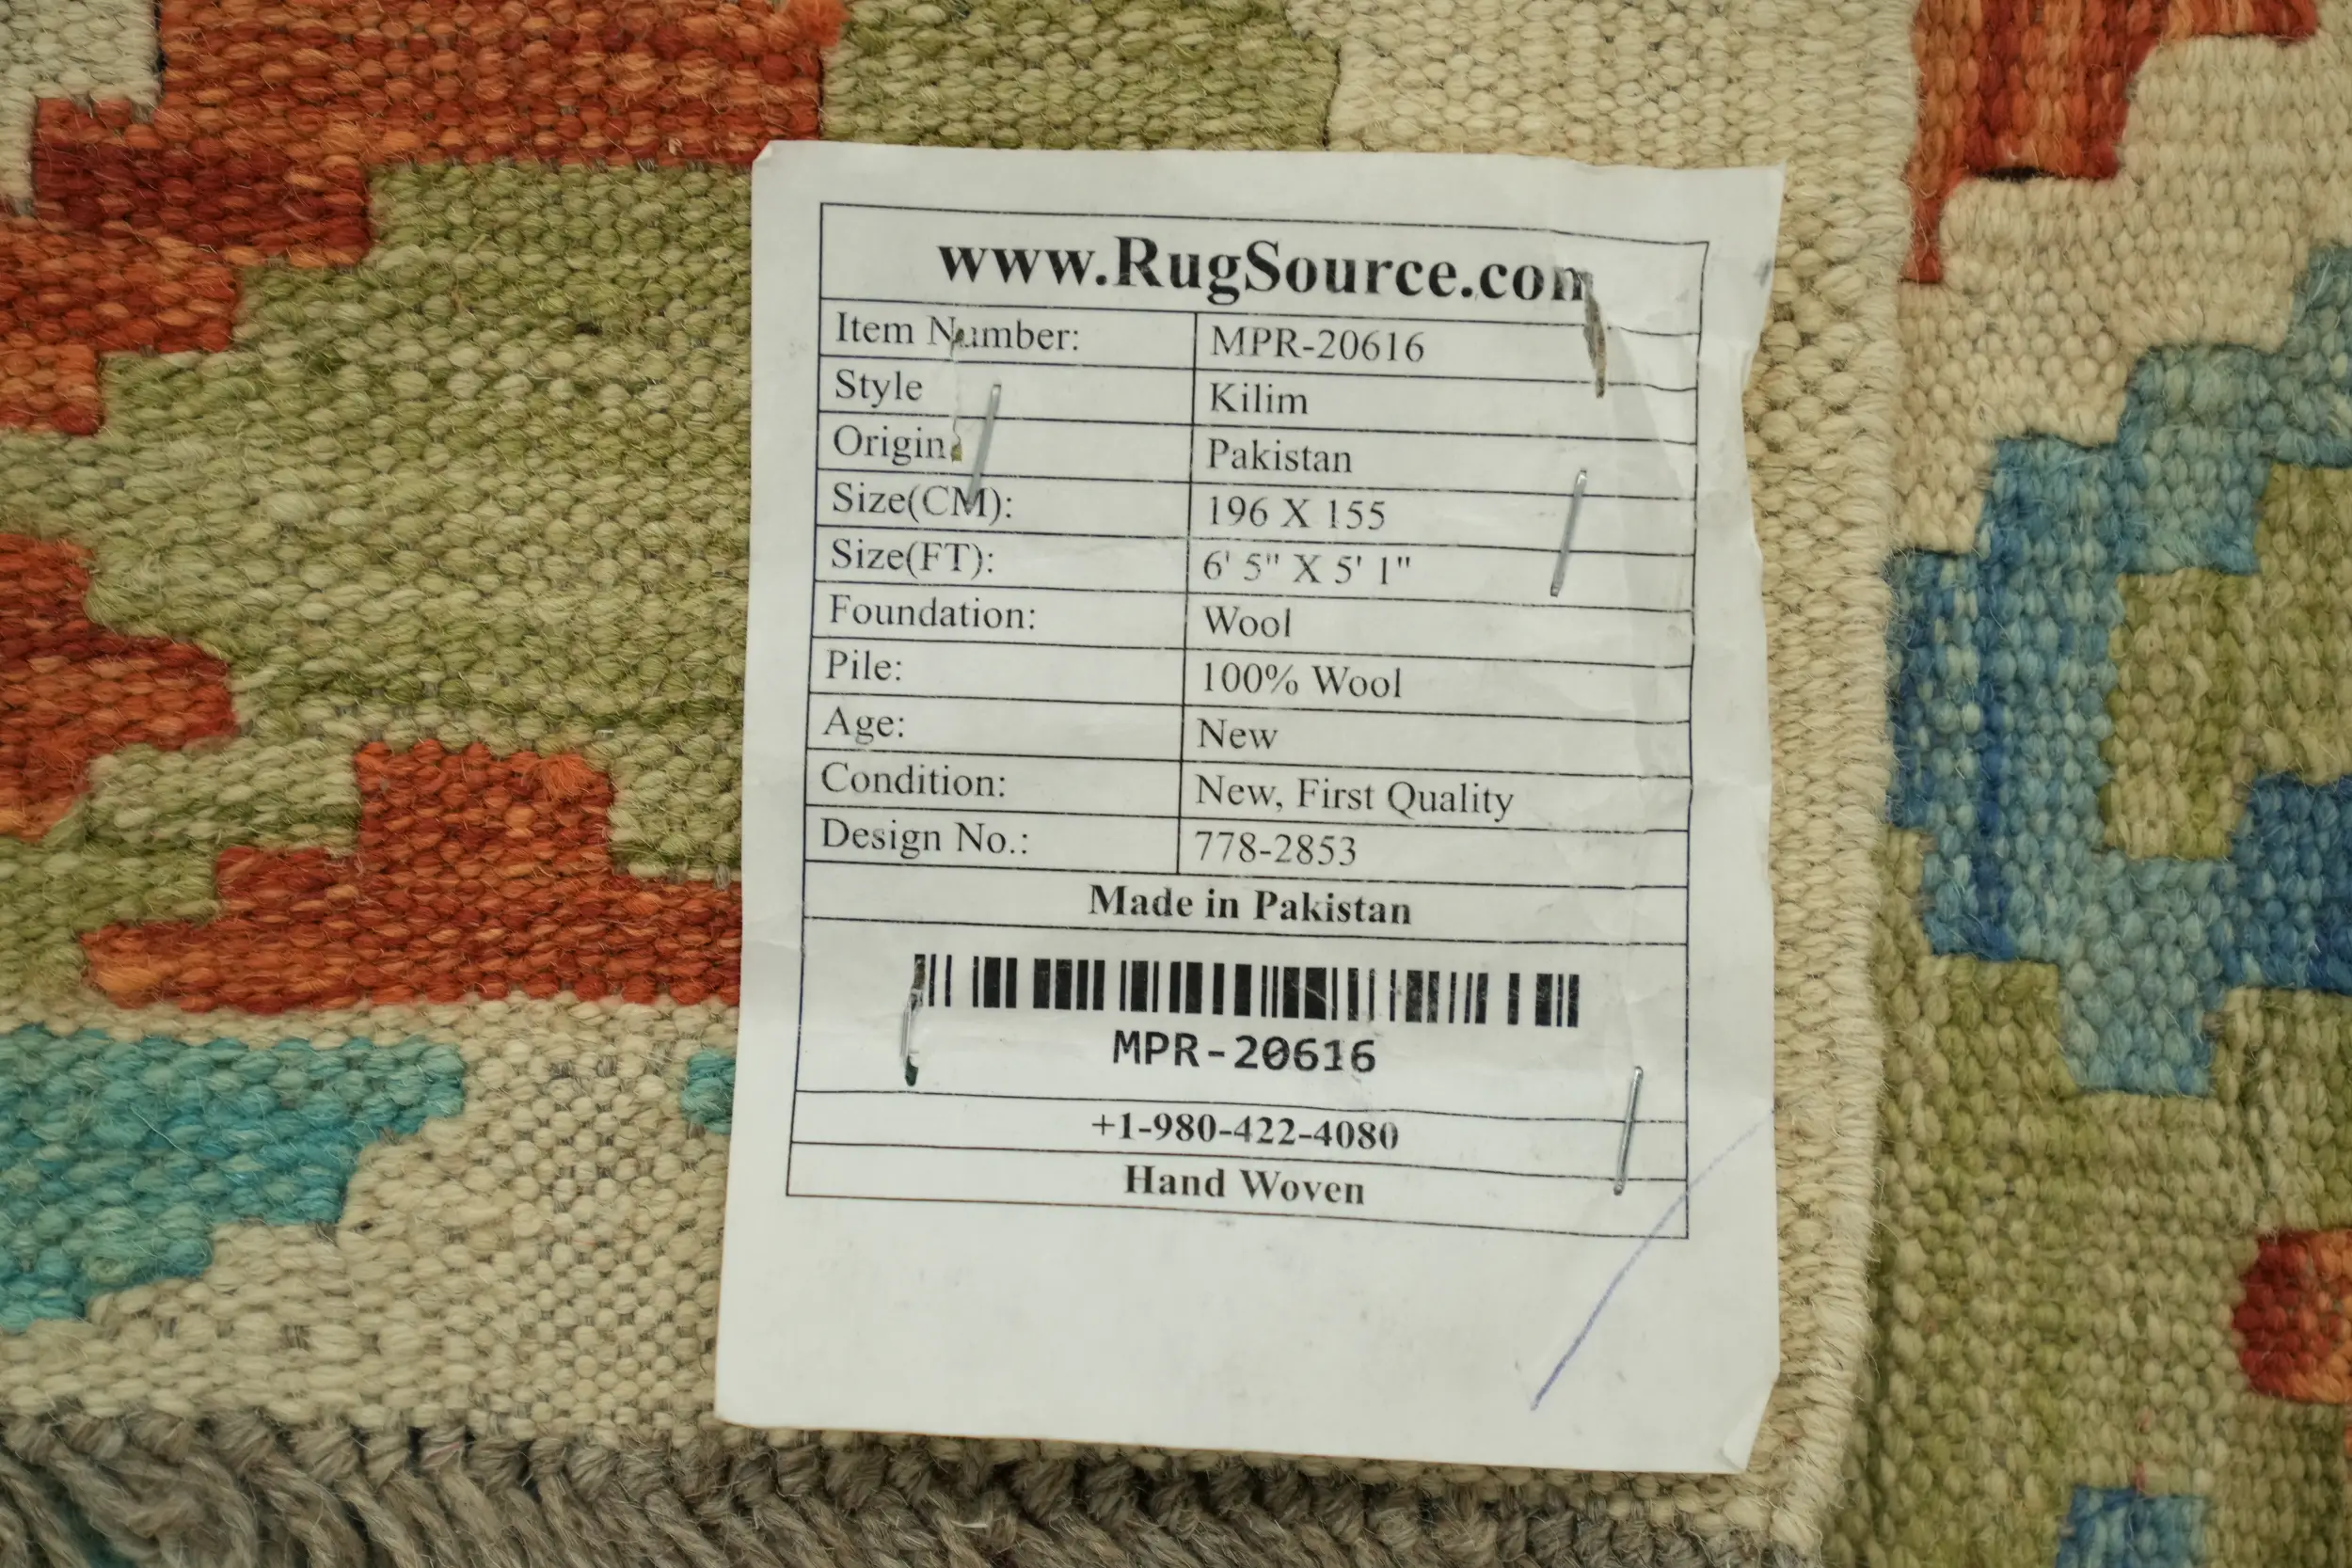 www.RugSource.com
Item Number: MPR-20616
Style Kilim
Origin Pakistan
Size(CM): 196 X 155
Size(FT): 6' 5" X 5' 1"
Foundation: Wool
Pile: 100% Wool
Age: New
Condition: New, First Quality
Design No.: 778-2853
Made in Pakistan
MPR-20616
+1-980-422-4080
Hand Woven